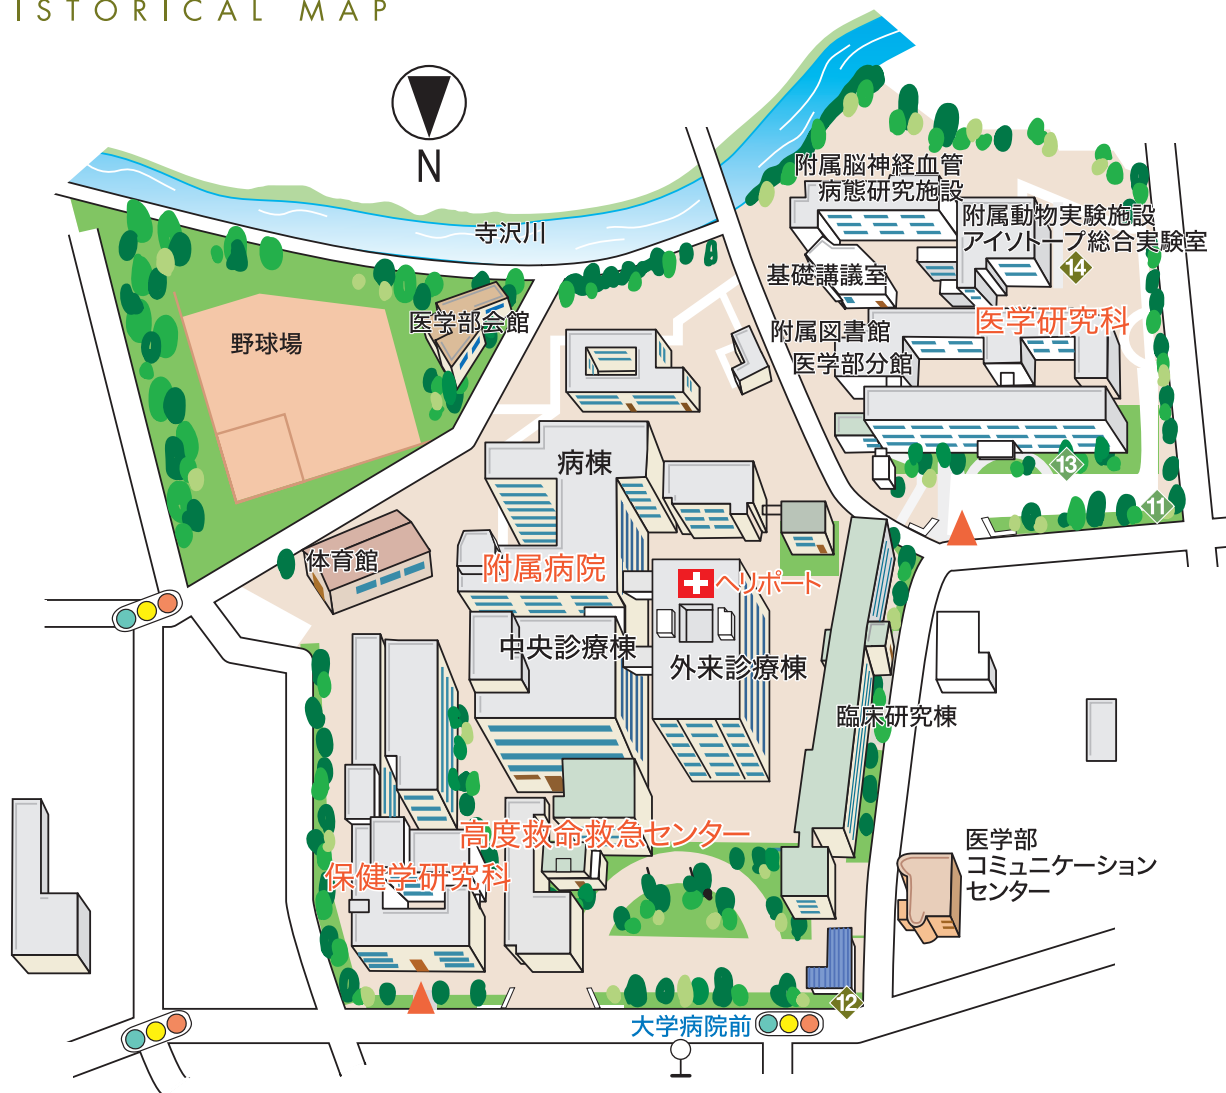 ISTORICAL MAP
N
寺沢川
附属脳神経血管
病態研究施設
附属動物実験施設
アイソトープ総合実験室
14
基礎講議室
医学研究科
附属図書館
医学部分館
医学部会館
野球場
病棟
13
11
体育館
附属病院
ヘリポート
中央診療棟
外来診療棟
臨床研究棟
高度救命救急センター
保健学研究科
医学部
コミュニケーション
センター
12
大学病院前